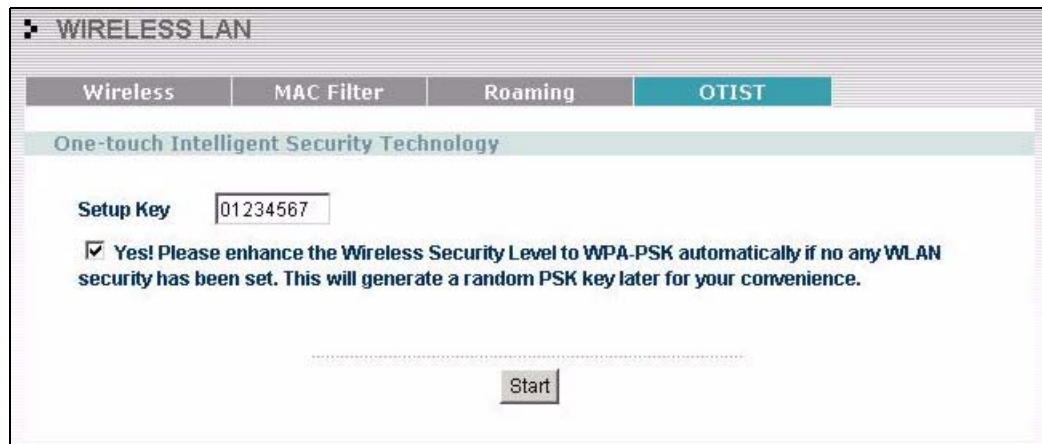 WIRELESS LAN
Wireless MAC Filter Roaming OTIST
One-touch Intelligent Security Technology
Setup Key 01234567
Yes! Please enhance the Wireless Security Level to WPA-PSK automatically if no any WLAN
security has been set. This will generate a random PSK key later for your convenience.
Start